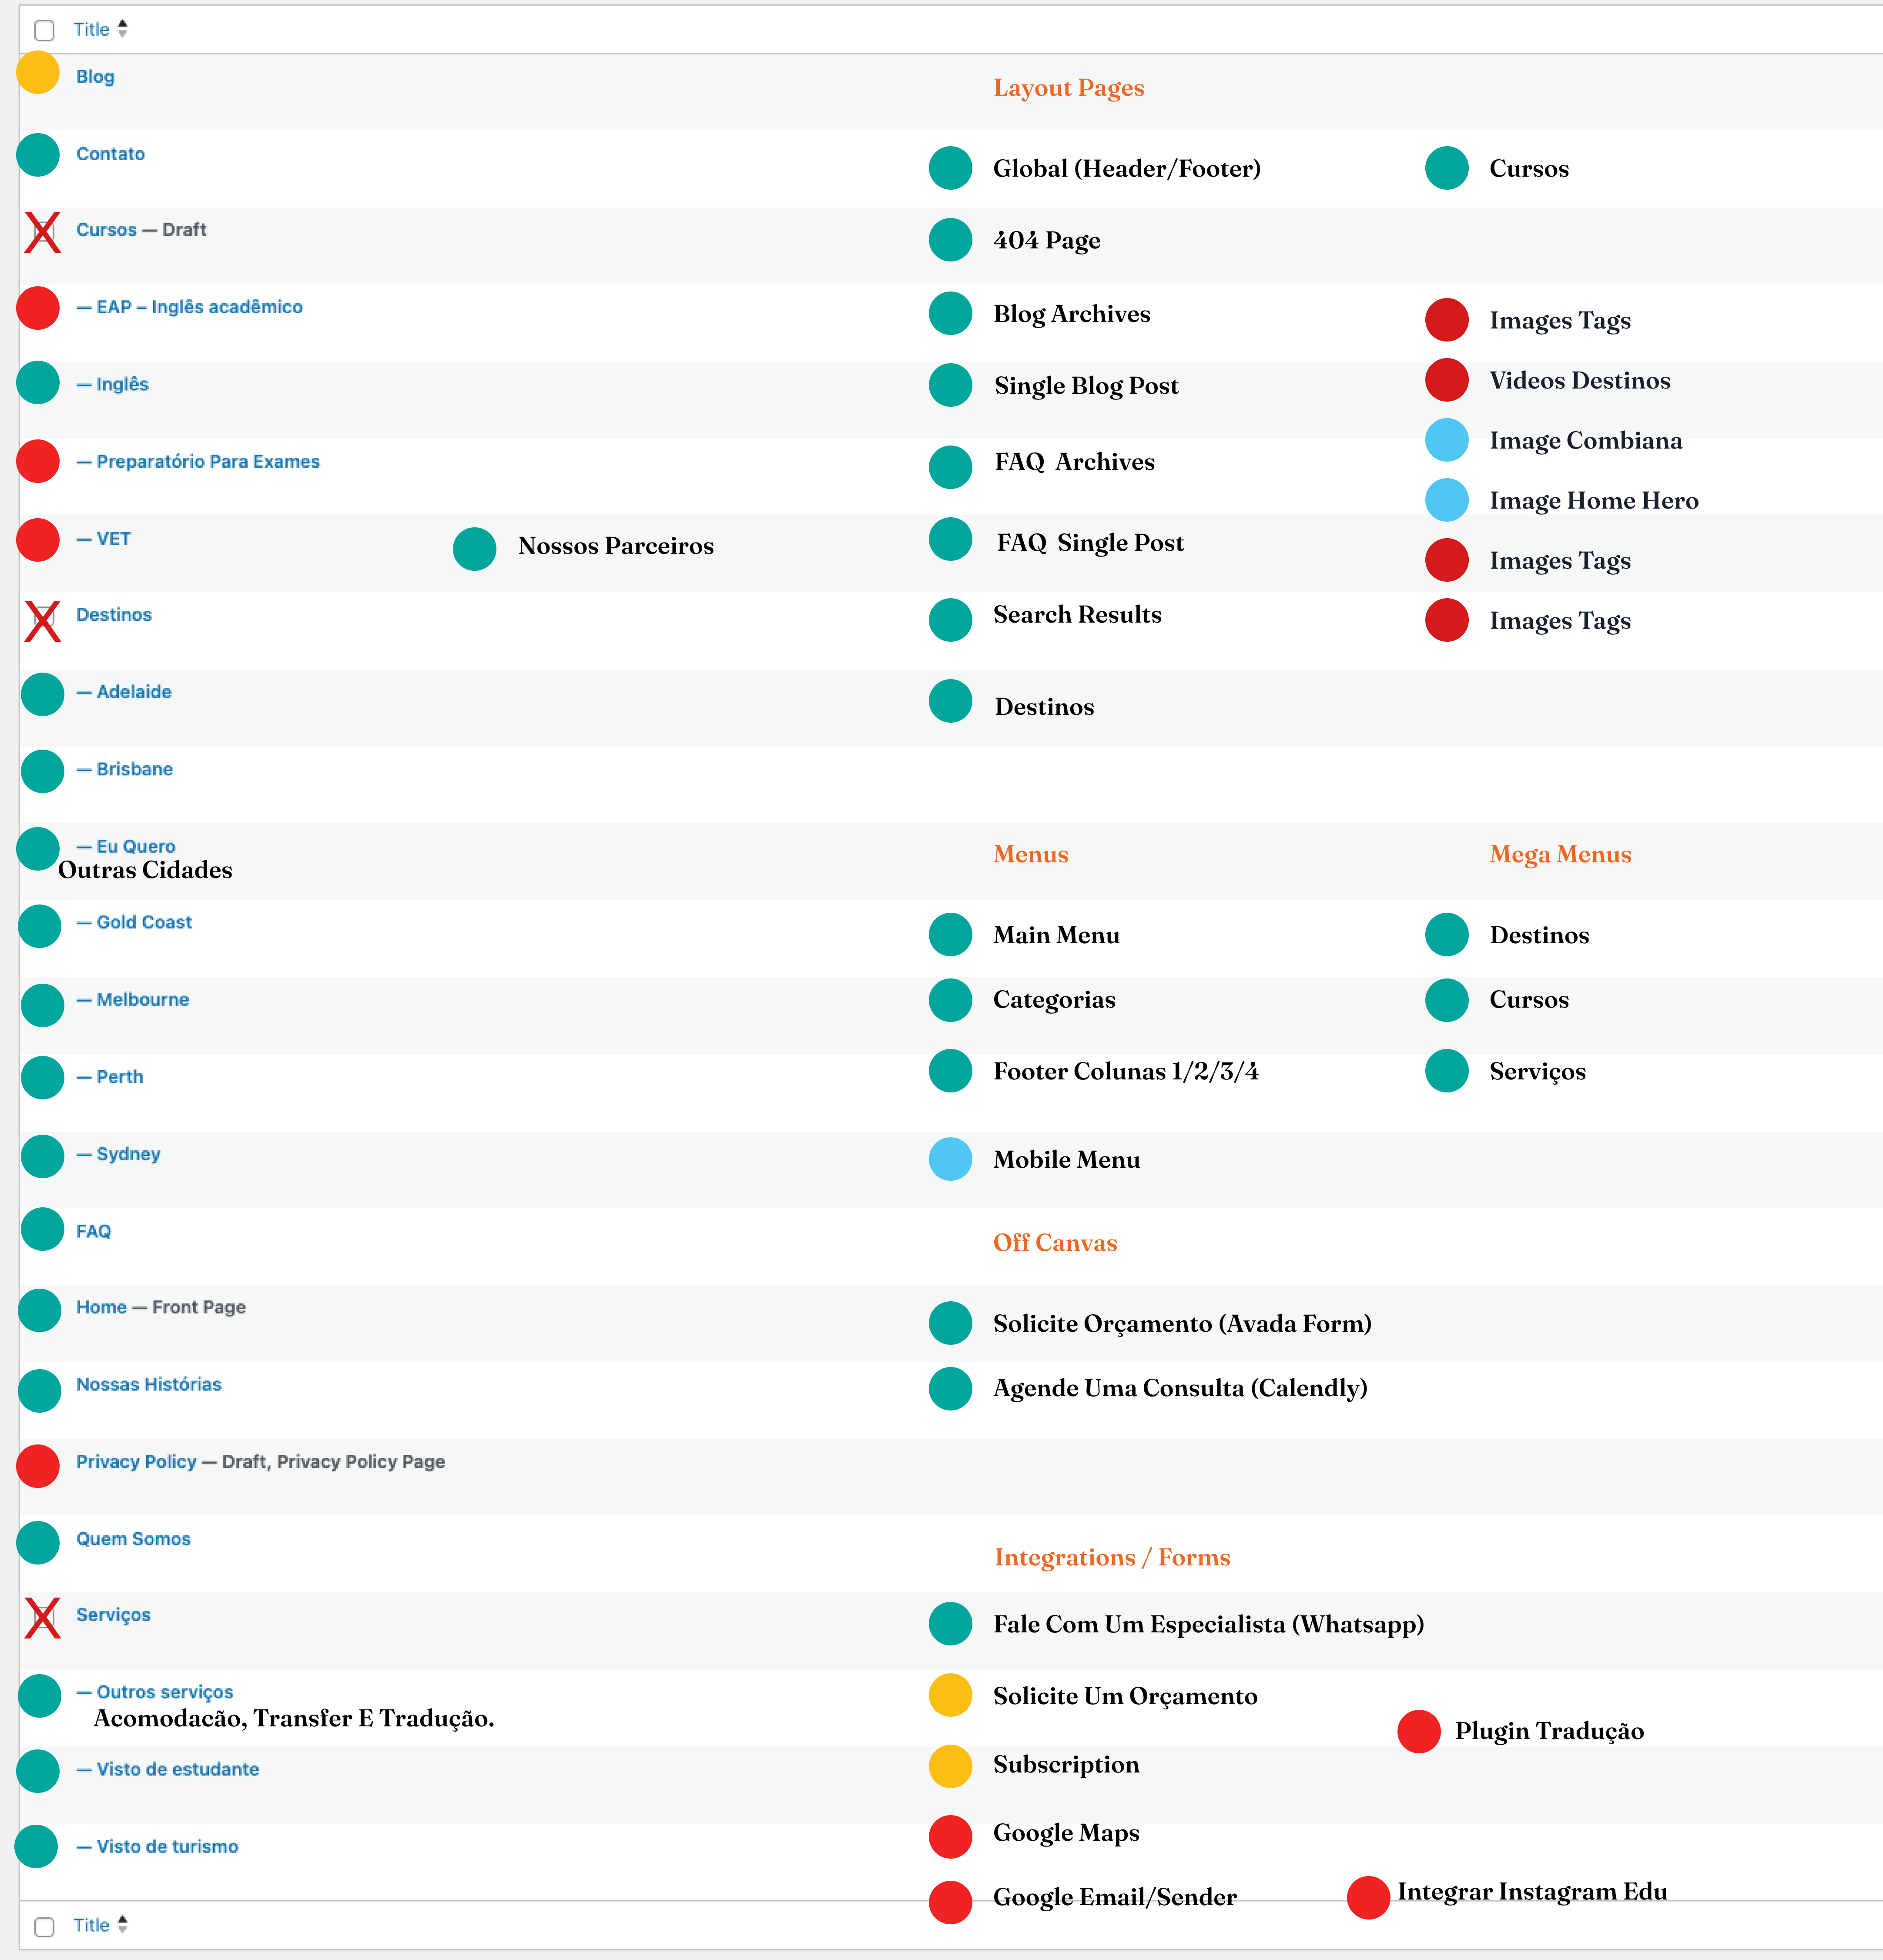 Title
Blog
Layout Pages
Contato
Global (Header/Footer)
Cursos
Cursos — Draft
404 Page
— EAP – Inglês acadêmico
Blog Archives
Images Tags
— Inglês
Single Blog Post
Videos Destinos
Image Combiana
— Preparatório Para Exames
FAQ Archives
Image Home Hero
— VET
Nossos Parceiros
FAQ Single Post
Images Tags
Destinos
Search Results
Images Tags
— Adelaide
Destinos
— Brisbane
— Eu Quero
Outras Cidades
Menus
Mega Menus
— Gold Coast
Main Menu
Destinos
— Melbourne
Categorias
Cursos
— Perth
Footer Colunas 1/2/3/4
Serviços
— Sydney
Mobile Menu
FAQ
Off Canvas
Home — Front Page
Solicite Orçamento (Avada Form)
Nossas Histórias
Agende Uma Consulta (Calendly)
Privacy Policy — Draft, Privacy Policy Page
Quem Somos
Integrations / Forms
Serviços
Fale Com Um Especialista (Whatsapp)
— Outros serviços
Acomodacão, Transfer E Tradução.
Solicite Um Orçamento
Plugin Tradução
— Visto de estudante
Subscription
— Visto de turismo
Google Maps
Google Email/Sender
Integrar Instagram Edu
Title